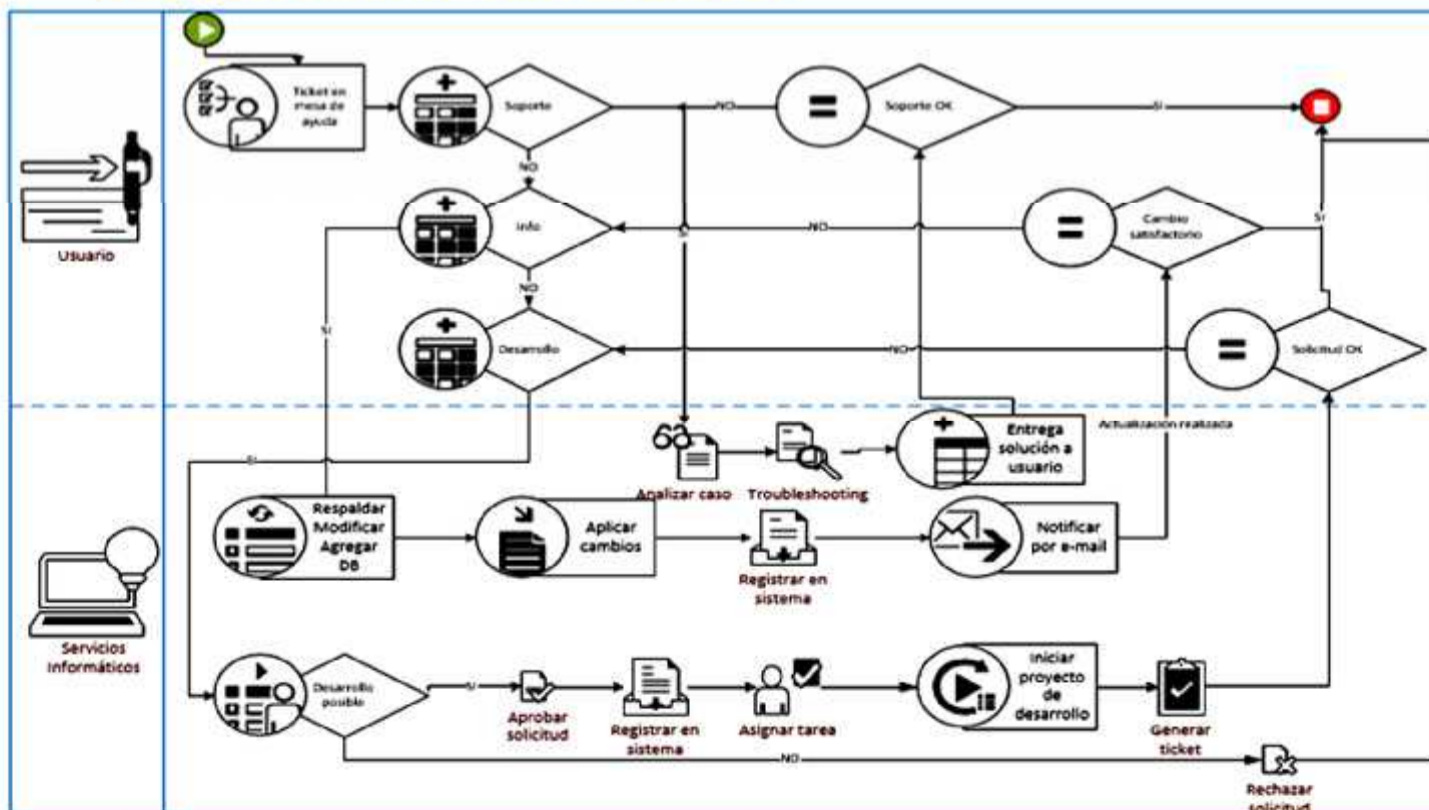 Ticket en
mesa de
ayuda
Soporte
NO
Soporte OK
SI
NO
SI
Info
NO
Cambio
satisfactorio
SI
Usuario
NO
SI
Desarrollo
NO
Solicitud OK
SI
Analizar caso
Troubleshooting
Entrega
solución a
usuario
Actualización realizada
Respaldar
Modificar
Agregar
DB
Aplicar
cambios
Registrar en
sistema
Notificar
por e-mail
Servicios
Informáticos
Desarrollo
posible
SI
Aprobar
solicitud
Registrar en
sistema
Asignar tarea
Iniciar
proyecto
de
desarrollo
Generar
ticket
NO
Rechazar
solicitud